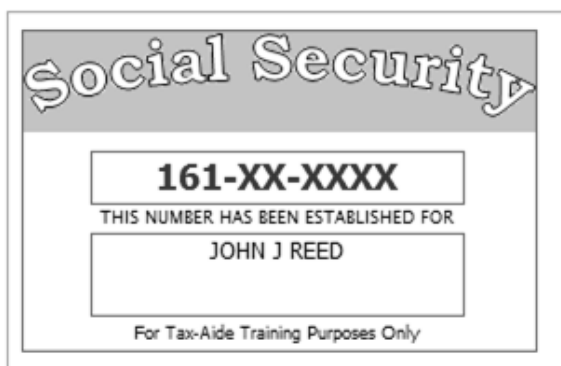 Social Security
161-XX-XXXX
THIS NUMBER HAS BEEN ESTABLISHED FOR
JOHN J REED
For Tax-Aide Training Purposes Only